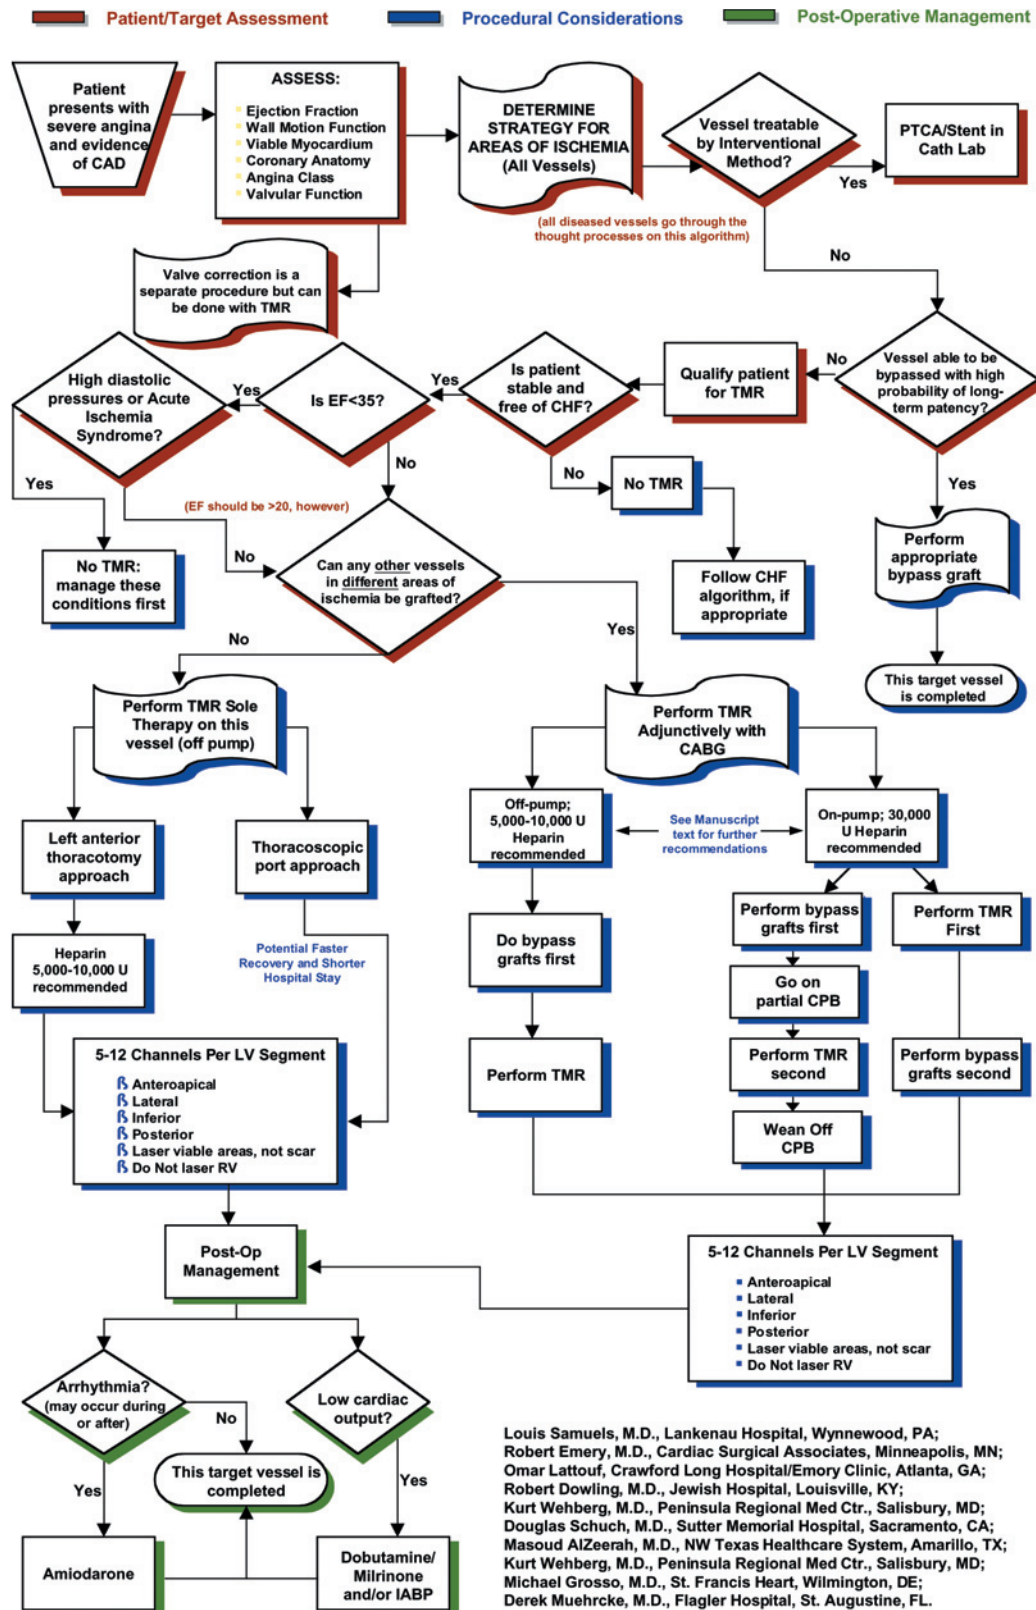 Patient/Target Assessment
Procedural Considerations
Post-Operative Management
Patient
presents with
severe angina
and evidence
of CAD
ASSESS:
Ejection Fraction
Wall Motion Function
Viable Myocardium
Coronary Anatomy
Angina Class
Valvular Function
DETERMINE
STRATEGY FOR
AREAS OF ISCHEMIA
(All Vessels)
Vessel treatable
by Interventional
Method?
Yes
PTCA/Stent in
Cath Lab
(all diseased vessels go through the
thought processes on this algorithm)
No
Valve correction is a
separate procedure but can
be done with TMR
High diastolic
pressures or Acute
Ischemia
Syndrome?
Yes
Is EF<35?
Yes
Is patient
stable and
free of CHF?
Qualify patient
for TMR
No
Vessel able to be
bypassed with high
probability of long-
term patency?
Yes
No
No
Yes
(EF should be >20, however)
No TMR
No TMR:
manage these
conditions first
No
Can any other vessels
in different areas of
ischemia be grafted?
Follow CHF
algorithm, if
appropriate
Perform
appropriate
bypass graft
No
Yes
This target vessel
is completed
Perform TMR Sole
Therapy on this
vessel (off pump)
Perform TMR
Adjunctively with
CABG
Left anterior
thoracotomy
approach
Thoracoscopic
port approach
Off-pump;
5,000-10,000 U
Heparin
recommended
See Manuscript
text for further
recommendations
On-pump; 30,000
U Heparin
recommended
Heparin
5,000-10,000 U
recommended
Potential Faster
Recovery and Shorter
Hospital Stay
Do bypass
grafts first
Perform bypass
grafts first
Perform TMR
First
Go on
partial CPB
5-12 Channels Per LV Segment
ß Anteroapical
ß Lateral
ß Inferior
ß Posterior
ß Laser viable areas, not scar
ß Do Not laser RV
Perform TMR
Perform TMR
second
Perform bypass
grafts second
Wean Off
CPB
Post-Op
Management
5-12 Channels Per LV Segment
Anteroapical
Lateral
Inferior
Posterior
Laser viable areas, not scar
Do Not laser RV
Arrhythmia?
(may occur during
or after)
No
Low cardiac
output?
Yes
This target vessel is
completed
Yes
Amiodarone
Dobutamine/
Milrinone
and/or IABP
Louis Samuels, M.D., Lankenau Hospital, Wynnewood, PA;
Robert Emery, M.D., Cardiac Surgical Associates, Minneapolis, MN;
Omar Lattouf, Crawford Long Hospital/Emory Clinic, Atlanta, GA;
Robert Dowling, M.D., Jewish Hospital, Louisville, KY;
Kurt Wehberg, M.D., Peninsula Regional Med Ctr., Salisbury, MD;
Douglas Schuch, M.D., Sutter Memorial Hospital, Sacramento, CA;
Masoud AlZeerah, M.D., NW Texas Healthcare System, Amarillo, TX;
Kurt Wehberg, M.D., Peninsula Regional Med Ctr., Salisbury, MD;
Michael Grosso, M.D., St. Francis Heart, Wilmington, DE;
Derek Muehrcke, M.D., Flagler Hospital, St. Augustine, FL.